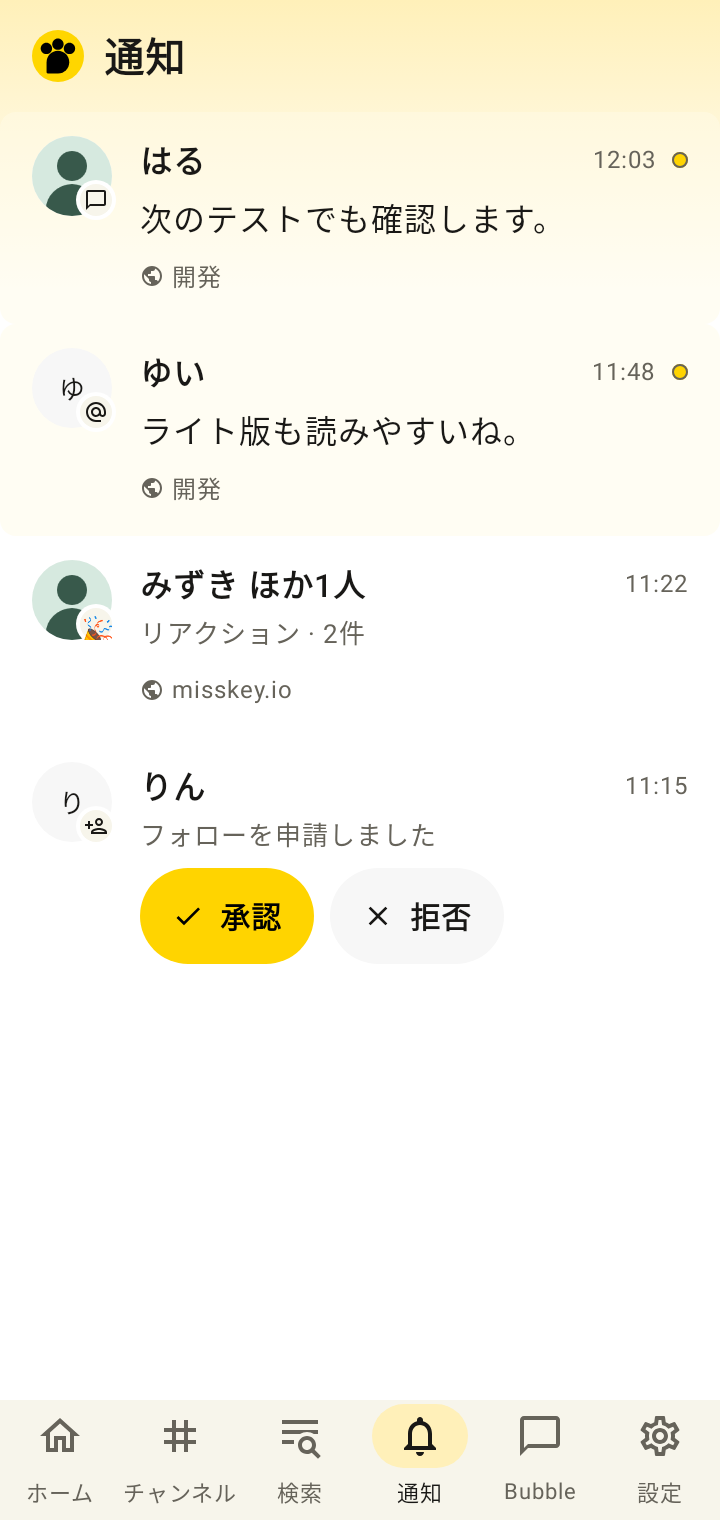 通知
はる 12:03
次のテストでも確認します。
開発
ゆ
ゆい 11:48
ライト版も読みやすいね。
開発
みずき ほか1人 11:22
リアクション · 2件
misskey.io
り
りん 11:15
フォローを申請しました
承認 拒否
ホーム チャンネル 検索 通知 Bubble 設定